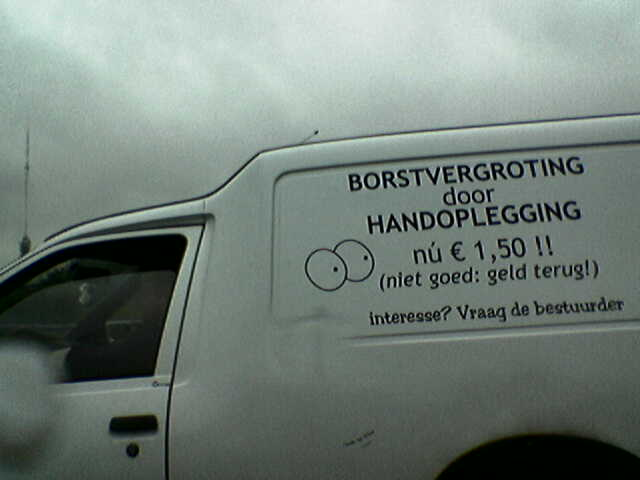 BORSTVERGROTING
door
HANDOPLEGGING
nú € 1,50 !!
(niet goed: geld terug!)
interesse? Vraag de bestuurder